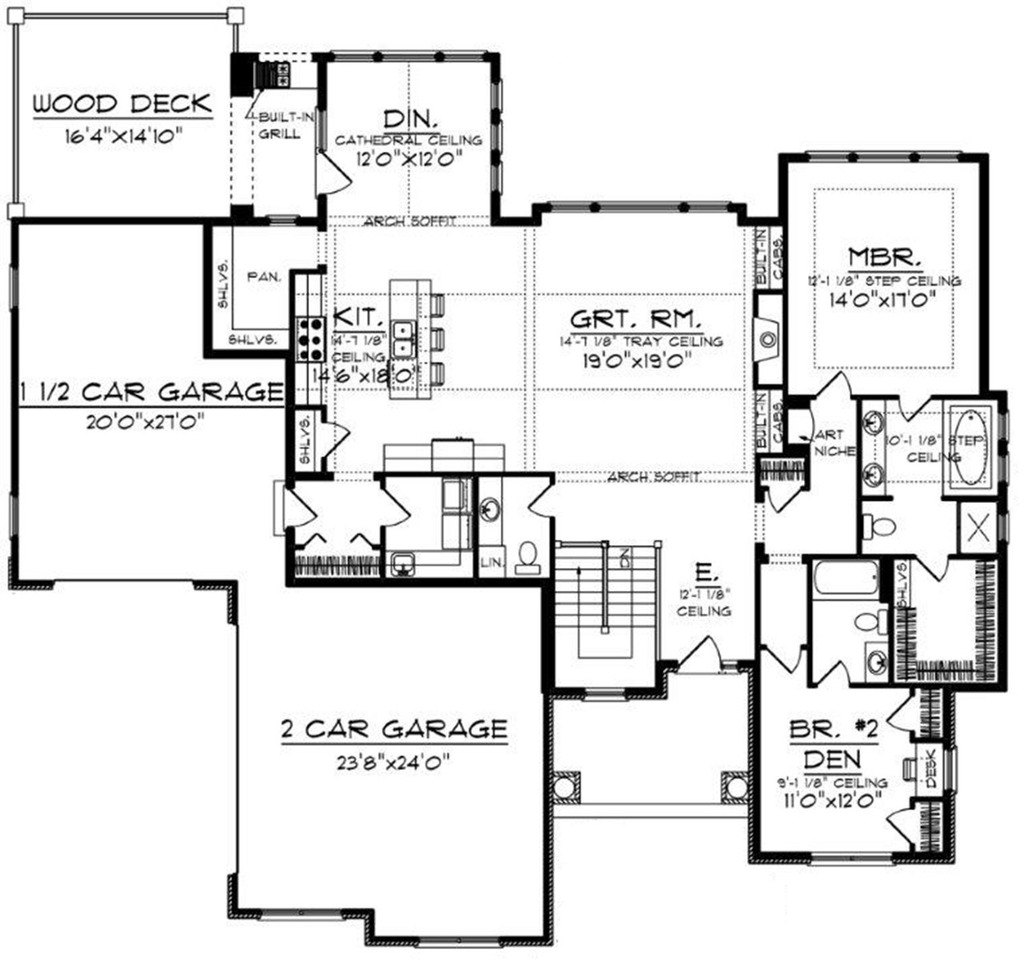 WOOD DECK
16'4"X14'10"
BUILT-IN
GRILL
DIN.
CATHEDRAL CEILING
12'0"X12'0"
ARCH SOFFIT
SHLVS.
PAN.
SHLVS.
KIT.
14'-7 1/8"
CEILING
14'6"X18'0"
GRT. RM.
14'-7 1/8" TRAY CEILING
19'0"X19'0"
BUILT-IN
CABS.
MBR.
12'-1 1/8" STEP CEILING
14'0"X17'0"
1 1/2 CAR GARAGE
20'0"X27'0"
SHLVS.
BUILT-IN
CABS.
ART
NICHE
10'-1 1/8" STEP
CEILING
ARCH SOFFIT
LIN.
DN
E.
12'-1 1/8"
CEILING
SHLVS
2 CAR GARAGE
23'8"X24'0"
BR. #2
DEN
9'-1 1/8" CEILING
11'0"X12'0"
DESK